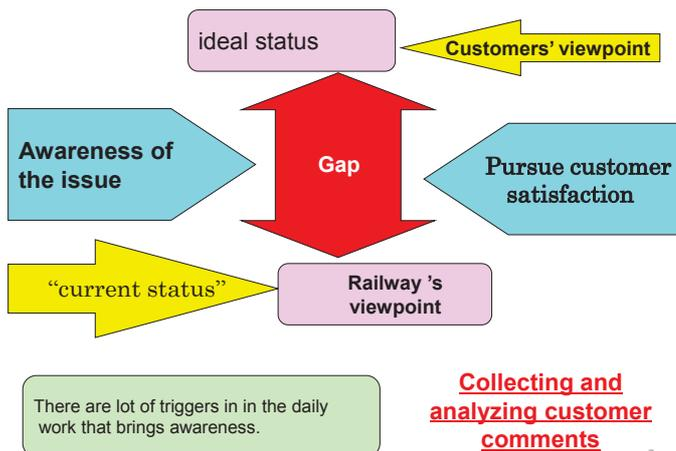 ideal status
Customers’ viewpoint
Awareness of
the issue
Gap
Pursue customer
satisfaction
“current status”
Railway ’s
viewpoint
There are lot of triggers in in the daily
work that brings awareness.
Collecting and
analyzing customer
comments